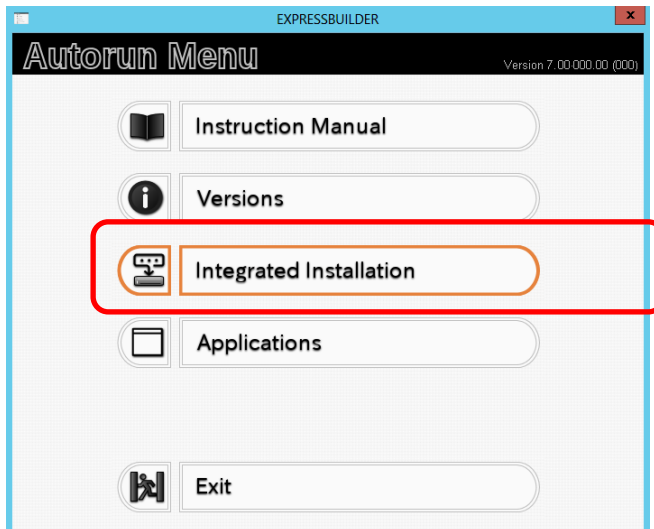 EXPRESSBUILDER
x
Autorun Menu
Version 7.00-000.00 (000)
Instruction Manual
Versions
Integrated Installation
Applications
Exit